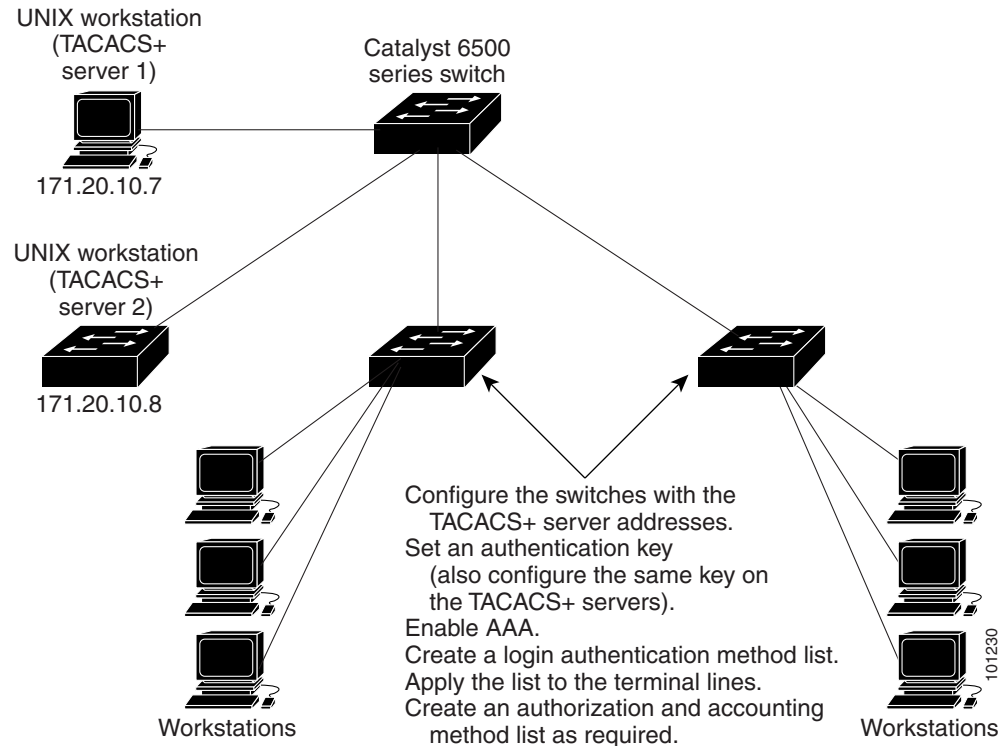 UNIX workstation
(TACACS+
server 1)
Catalyst 6500
series switch
171.20.10.7
UNIX workstation
(TACACS+
server 2)
171.20.10.8
Configure the switches with the
TACACS+ server addresses.
Set an authentication key
(also configure the same key on
the TACACS+ servers).
Enable AAA.
Create a login authentication method list.
Apply the list to the terminal lines.
Create an authorization and accounting
method list as required.
Workstations
Workstations
101230